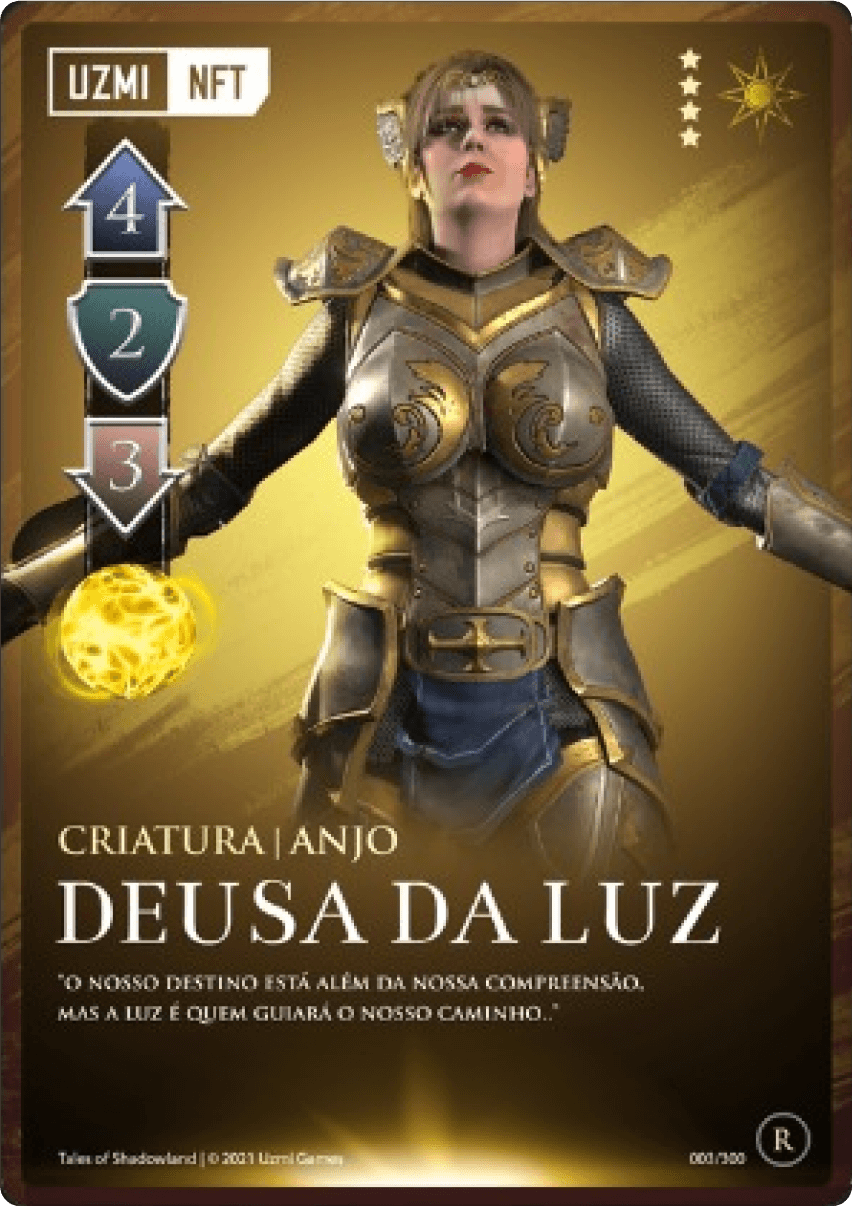 UZMI NFT
4
2
3
CRIATURA | ANJO
DEUSA DA LUZ
"O NOSSO DESTINO ESTÁ ALÉM DA NOSSA COMPREENSÃO,
MAS A LUZ É QUEM GUIARÁ O NOSSO CAMINHO.."
Tales of Shadowland | © 2021 Uzmi Games
003/300
R